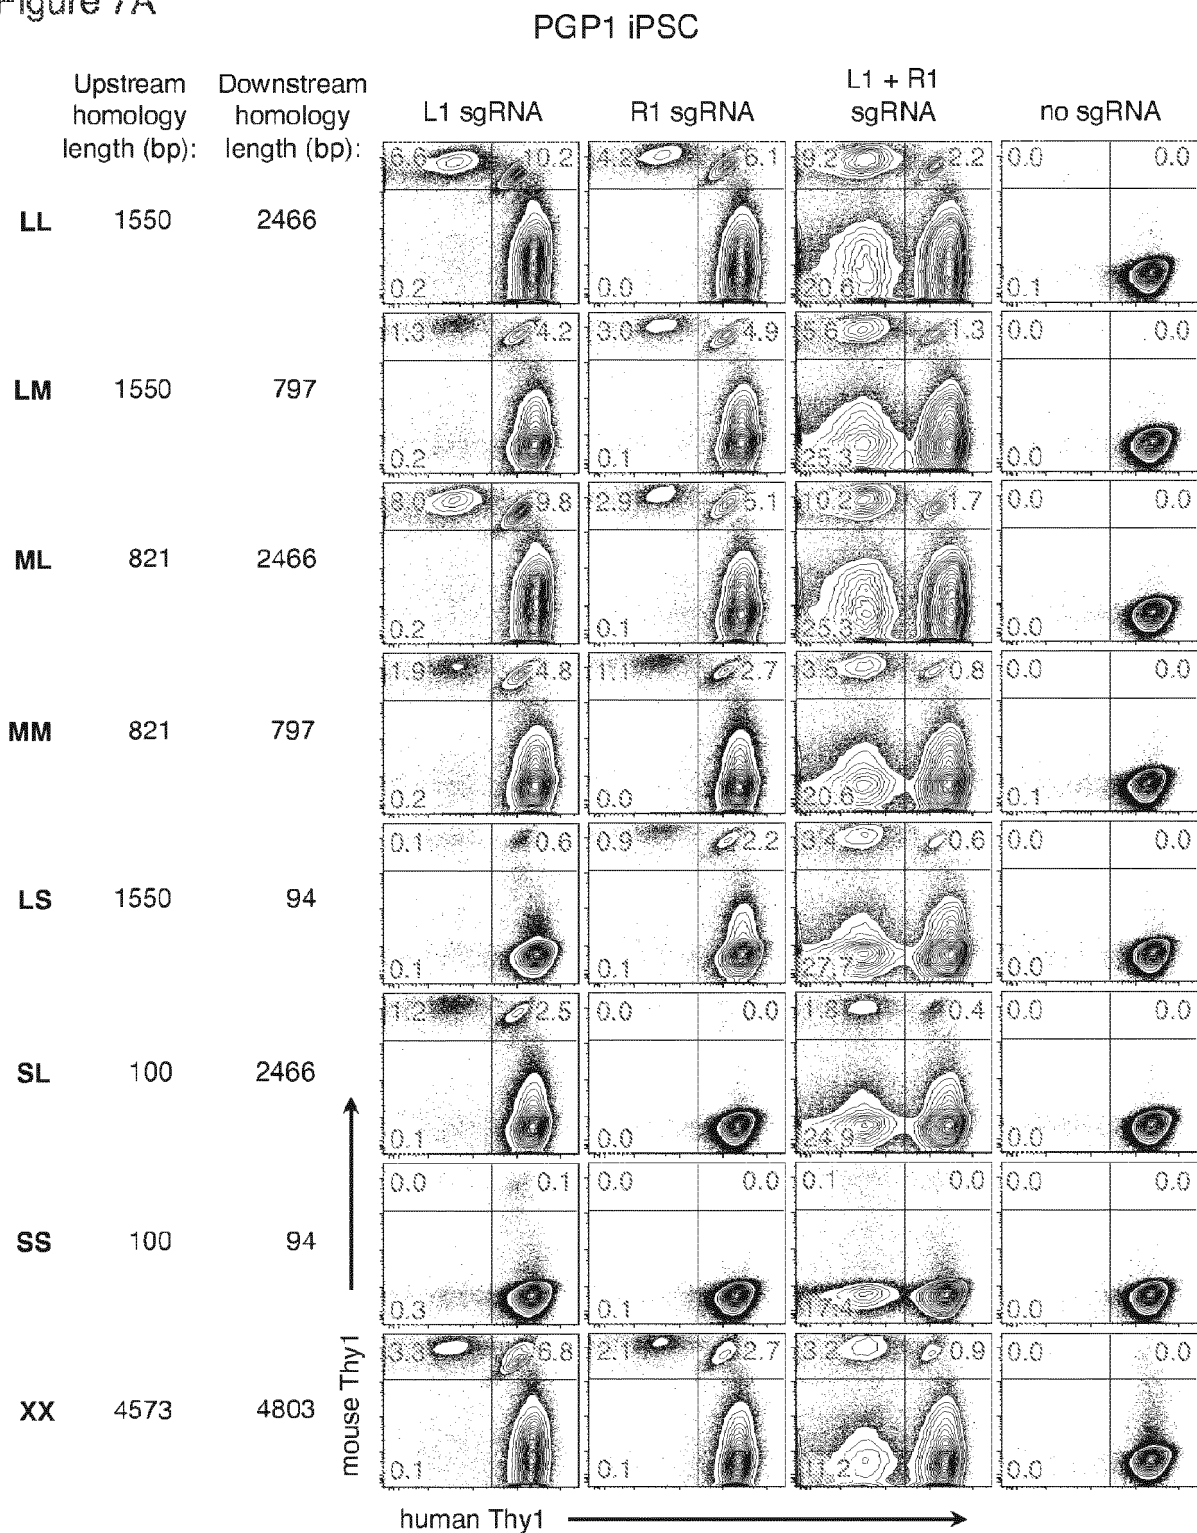 Figure 7A
PGP1 iPSC
Upstream homology length (bp):
Downstream homology length (bp):
L1 sgRNA
R1 sgRNA
L1 + R1 sgRNA
no sgRNA
6.6 10.2 4.2 6.1 9.2 2.2 0.0 0.0
LL 1550 2466
0.2 0.0 20.6 0.1
1.3 4.2 3.0 4.9 5.6 1.3 0.0 0.0
LM 1550 797
0.2 0.1 25.3 0.0
8.0 9.8 2.9 5.1 10.2 1.7 0.0 0.0
ML 821 2466
0.2 0.1 25.3 0.0
1.9 4.8 1.1 2.7 3.5 0.8 0.0 0.0
MM 821 797
0.2 0.0 20.6 0.1
0.1 0.6 0.9 2.2 3.4 0.6 0.0 0.0
LS 1550 94
0.1 0.1 27.7 0.0
1.2 2.5 0.0 0.0 1.8 0.4 0.0 0.0
SL 100 2466
0.1 0.0 24.9 0.0
0.0 0.1 0.0 0.0 0.1 0.0 0.0 0.0
SS 100 94
0.3 0.1 17.4 0.0
3.3 6.8 2.1 2.7 3.2 0.9 0.0 0.0
XX 4573 4803
0.1 0.1 17.2 0.0
mouse Thy1
human Thy1